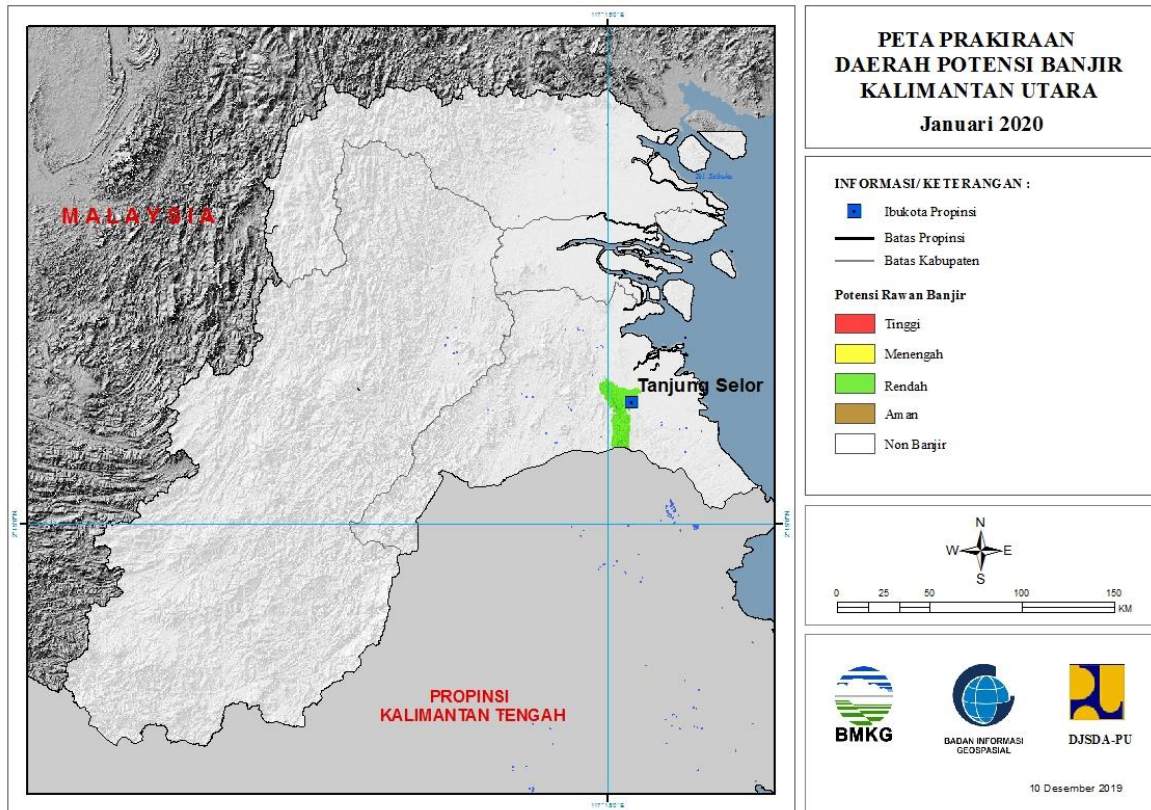 PETA PRAKIRAAN
DAERAH POTENSI BANJIR
KALIMANTAN UTARA
Januari 2020
INFORMASI/ KETERANGAN :
Ibukota Propinsi
Batas Propinsi
Batas Kabupaten
Potensi Rawan Banjir
Tinggi
Menengah
Rendah
Aman
Non Banjir
N
W E
S
0 25 50 100 150
KM
BMKG
BADAN INFORMASI
GEOSPASIAL
DJSDA-PU
10 Desember 2019
MALAYSIA
Tanjung Selor
PROPINSI
KALIMANTAN TENGAH